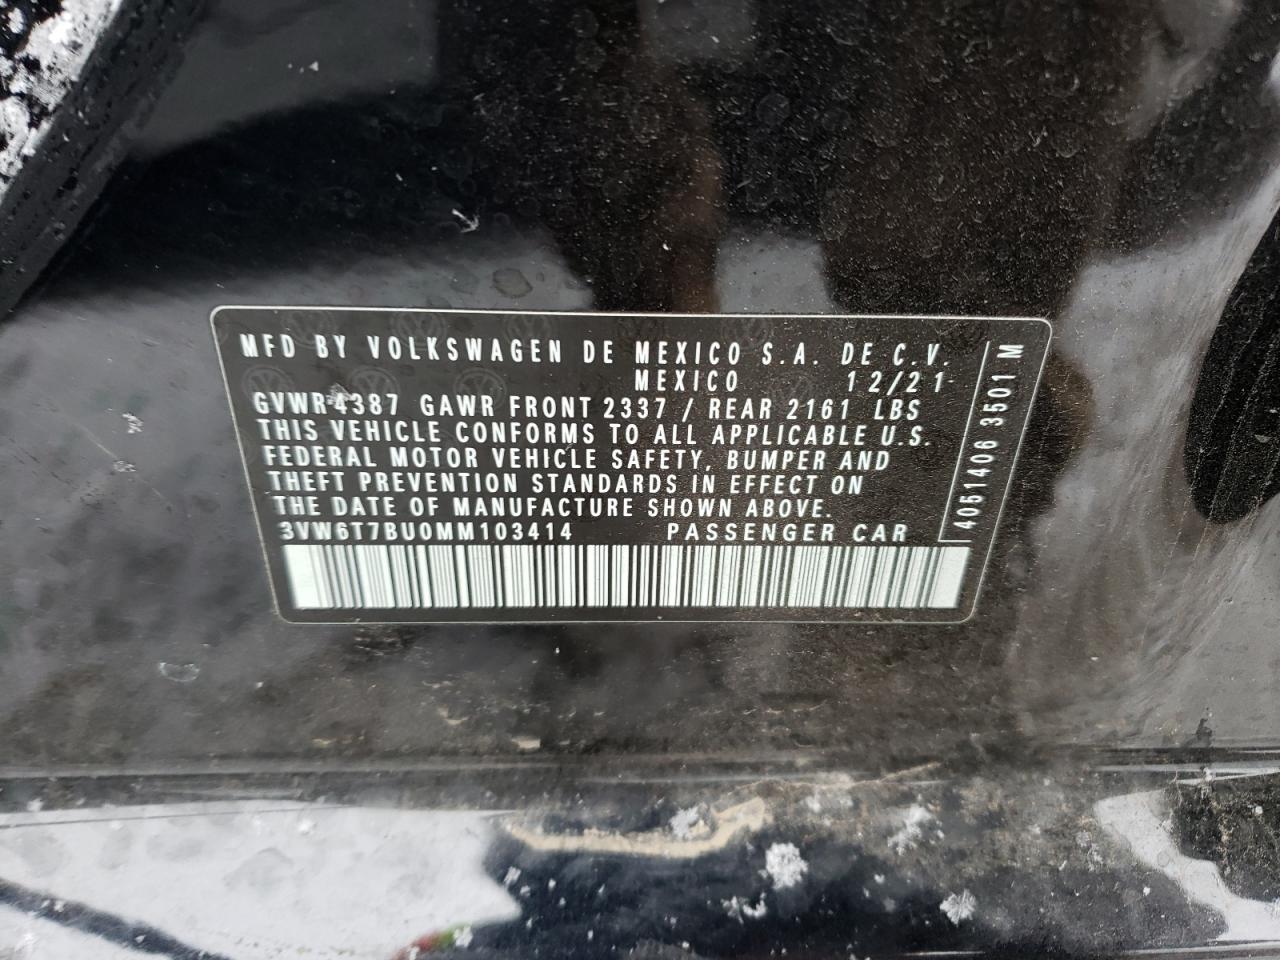 MFD BY VOLKSWAGEN DE MEXICO S.A. DE C.V.
MEXICO 12/21
GVWR 4387 GAWR FRONT 2337 / REAR 2161 LBS
THIS VEHICLE CONFORMS TO ALL APPLICABLE U.S.
FEDERAL MOTOR VEHICLE SAFETY, BUMPER AND
THEFT PREVENTION STANDARDS IN EFFECT ON
THE DATE OF MANUFACTURE SHOWN ABOVE.
3VW6T7BU0MM103414 PASSENGER CAR
4051406 3501 M